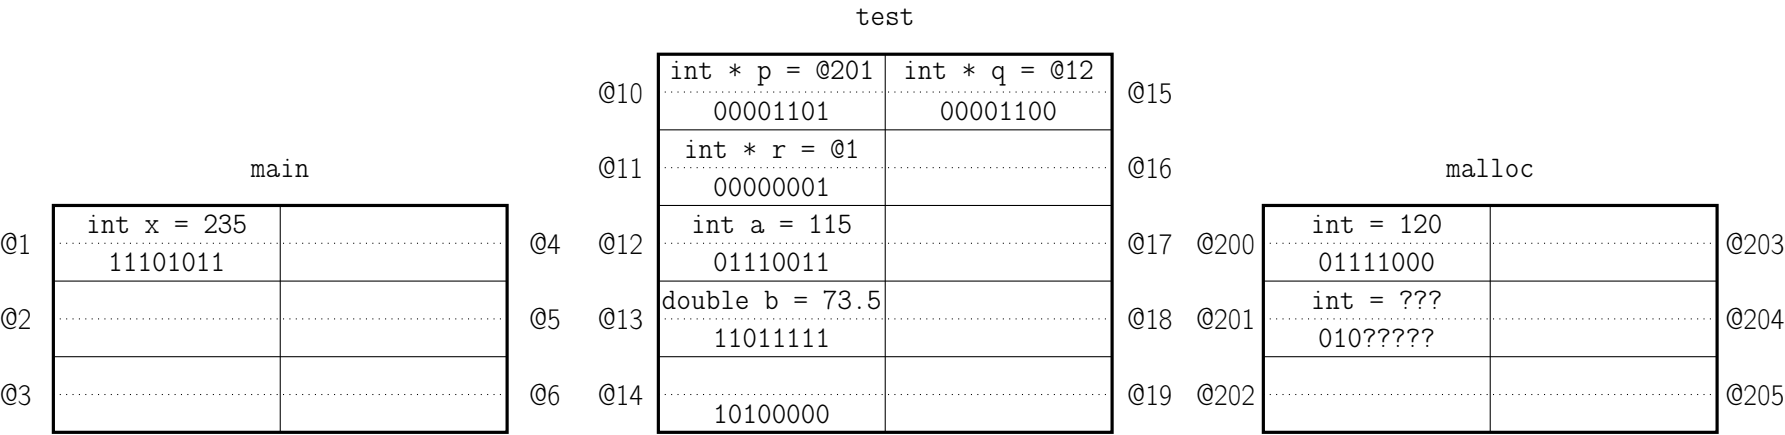 test
@10 int * p = @201 int * q = @12 @15
00001101 00001100
@11 int * r = @1 @16
00000001
main
malloc
@1 int x = 235 @4 @12 int a = 115 @17 @200 int = 120 @203
11101011 01110011 01111000
@2 @5 @13 double b = 73.5 @18 @201 int = ??? @204
11011111 010?????
@3 @6 @14 @19 @202 @205
10100000